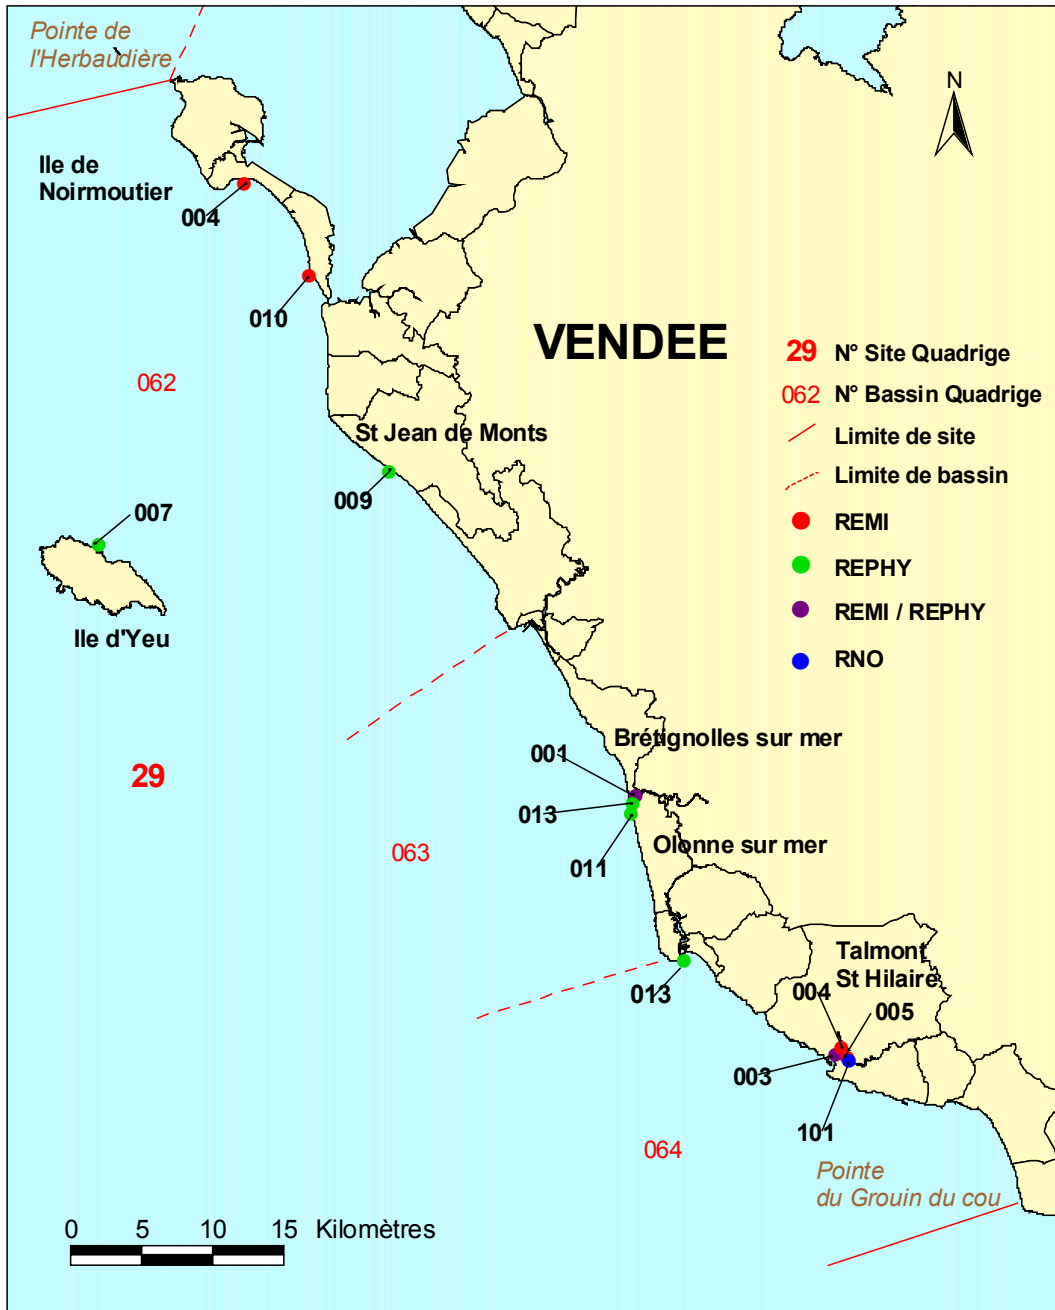 Pointe de
l'Herbaudière
N
Ile de
Noirmoutier
004
010
VENDEE
29 N° Site Quadrige
062 N° Bassin Quadrige
Limite de site
Limite de bassin
REMI
REPHY
REMI / REPHY
RNO
062
St Jean de Monts
009
007
Ile d'Yeu
Brétignolles sur mer
001
29
013
063
Olonne sur mer
011
Talmont
St Hilaire
013
004
005
003
101
064
Pointe
du Grouin du cou
0 5 10 15 Kilomètres